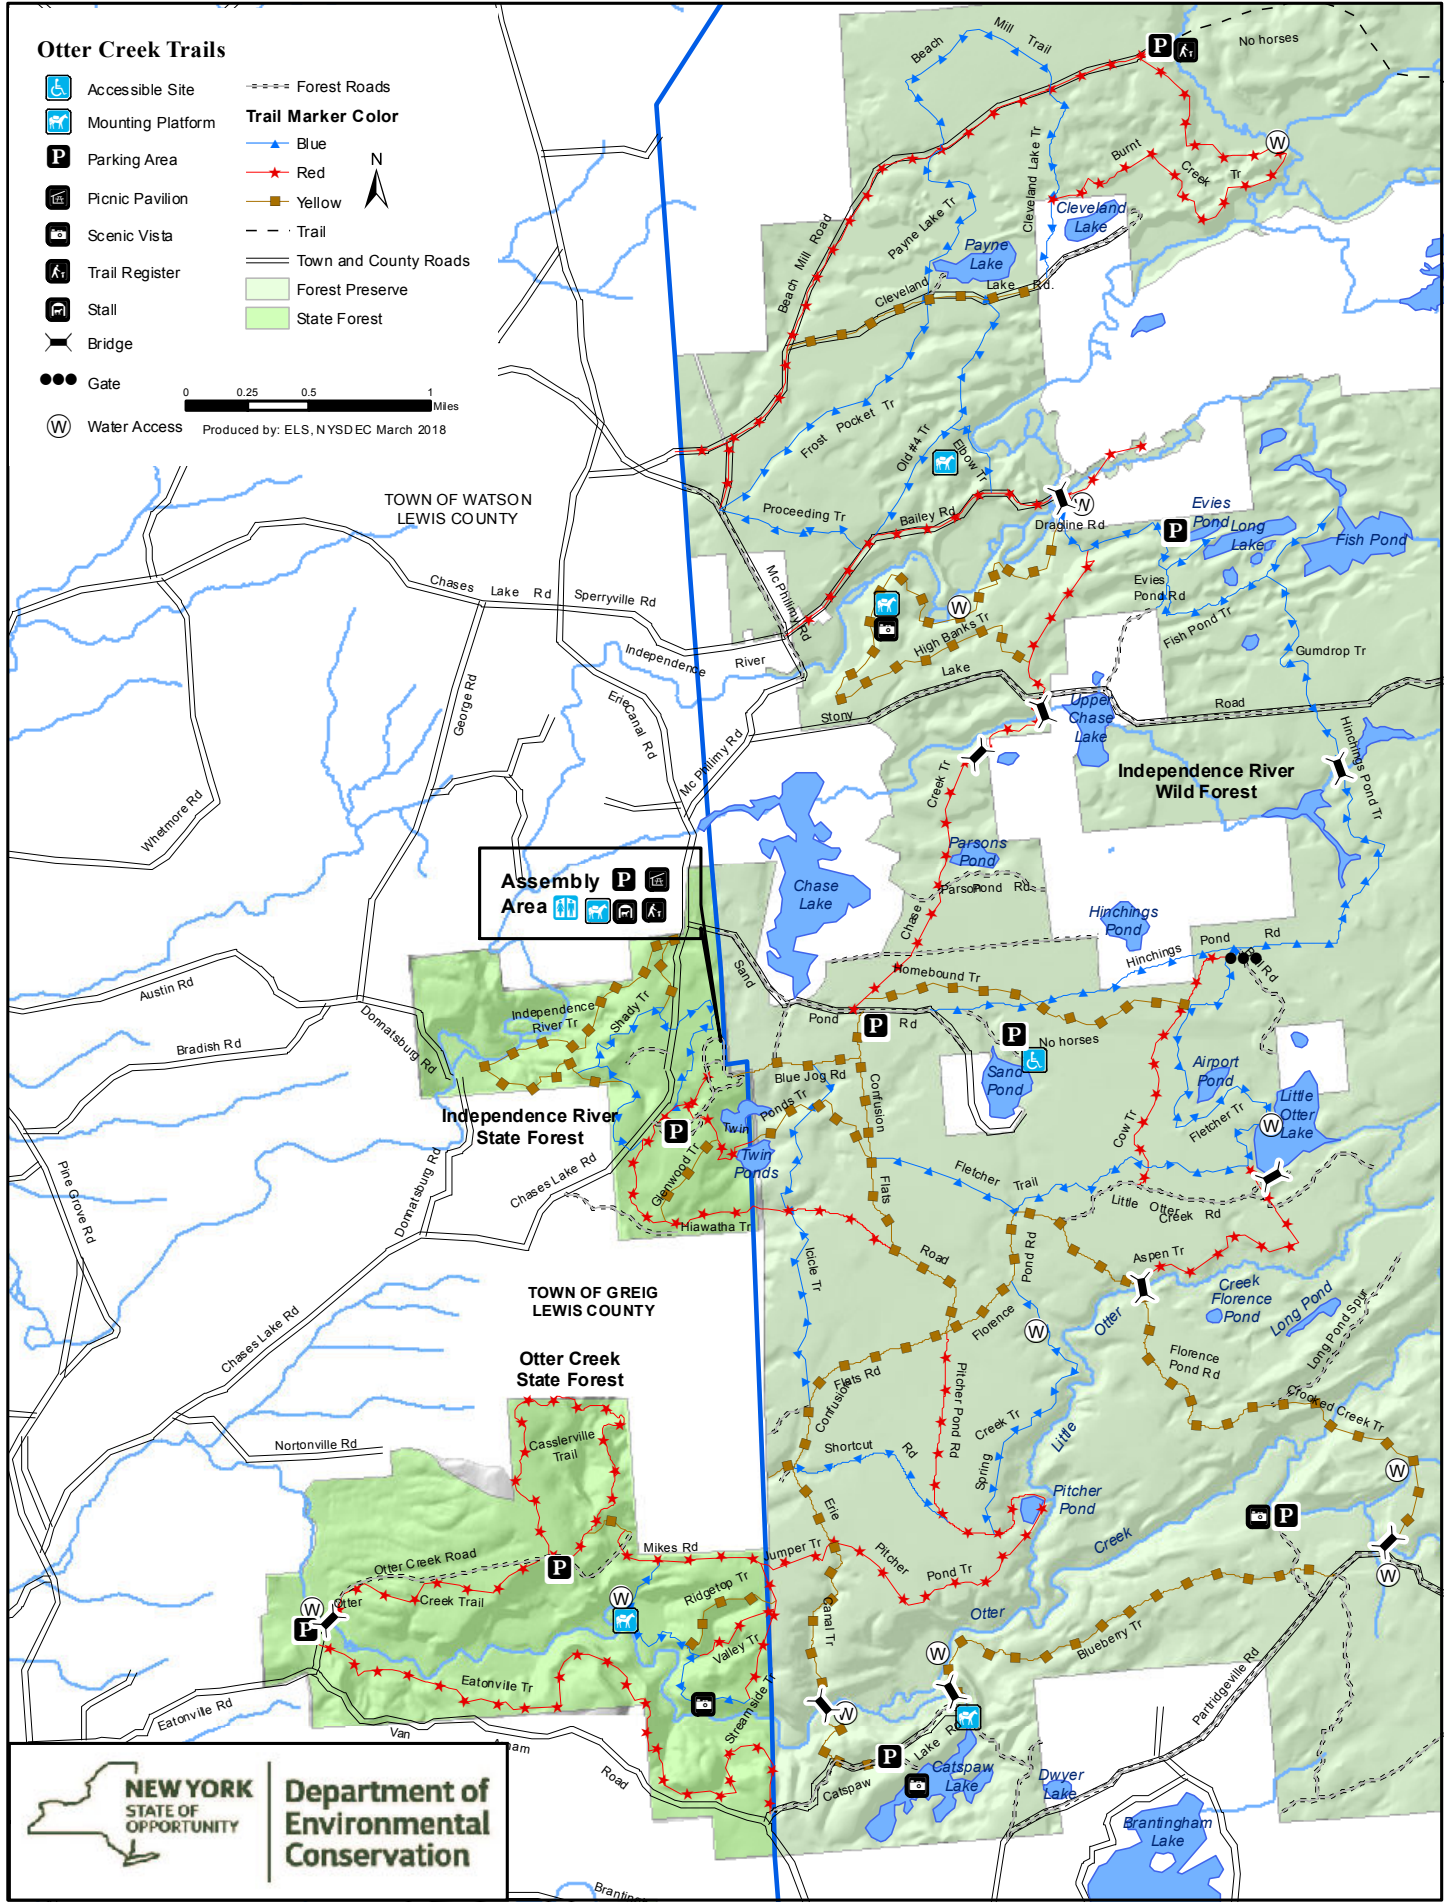 Otter Creek Trails
Accessible Site
Mounting Platform
P
Parking Area
Picnic Pavilion
Scenic Vista
Trail Register
Stall
Bridge
Gate
W
Water Access
Forest Roads
Trail Marker Color
Blue
Red
Yellow
Trail
Town and County Roads
Forest Preserve
State Forest
N
0 0.25 0.5 1
Miles
Produced by: ELS, NYSDEC March 2018
Beach
Mill Trail
P
No horses
W
Burnt
Creek Tr
Cleveland Lake Tr
Cleveland
Lake
Payne Lake Tr
Payne
Lake
Beach Mill Road
Cleveland Lake Rd.
Frost Pocket Tr
Old #4 Tr
Elbow Tr
TOWN OF WATSON
LEWIS COUNTY
Proceeding Tr
Bailey Rd
W
Dragine Rd
P
Evies
Pond
Long
Lake
Fish Pond
Evies
Pond Rd
Fish Pond Tr
Gumdrop Tr
Chases Lake Rd
Sperryville Rd
Mc Philimy Rd
W
High Banks Tr
Independence River
Lake
Stony
Road
Upper
Chase
Lake
Erie Canal Rd
George Rd
Mc Philimy Rd
Whetmore Rd
Hinchings Pond Tr
Independence River
Wild Forest
Creek Tr
Parsons
Pond
Parson Pond Rd
Chase
Chase
Lake
Hinchings
Pond
Assembly P
Area
Sand
Pond Rd
Hinchings Pond Rd
Homebound Tr
Austin Rd
Bradish Rd
Donnatsburg Rd
Independence
River Tr
Shady Tr
P
P
No horses
Sand
Pond
Airport
Pond
Little
Otter
Lake
W
Fletcher Tr
Cow Tr
Blue Jog Rd
Ponds Tr
Twin
Twin
Ponds
Confusion
Flats
Road
Independence River
State Forest
P
Glenwood Tr
Hiawatha Tr
Chases Lake Rd
Donnatsburg Rd
Pine Grove Rd
Fletcher Trail
Little Otter
Creek Rd
Aspen Tr
Icicle Tr
Pond Rd
Florence
W
Otter
Creek
Florence
Pond
Long Pond
Long Pond Spur
TOWN OF GREIG
LEWIS COUNTY
Chases Lake Rd
Otter Creek
State Forest
Florence
Pond Rd
Crooked Creek Tr
Flats Rd
Confusion
Pitcher Pond Rd
Creek Tr
Spring
Little
Casslerville
Trail
Nortonville Rd
Shortcut Rd
Pitcher
Pond
W
P
Erie
Canal Tr
Creek
Mikes Rd
Jumper Tr
Pitcher
Pond Tr
Otter Creek Road
P
W
Otter
Creek Trail
W
P
Ridgetop Tr
Valley Tr
Otter
W
Blueberry Tr
W
Eatonville Tr
Streamside Tr
Partridgeville Rd
Eatonville Rd
Van
Road
W
P
Lake Rd
Catspaw
Catspaw
Lake
Dwyer
Lake
Brantingham
Lake
NEW YORK
STATE OF
OPPORTUNITY
Department of
Environmental
Conservation